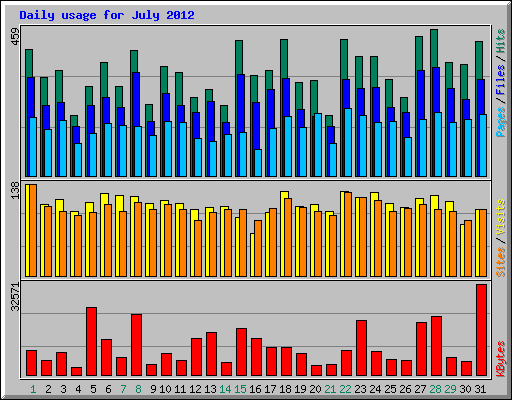 Daily usage for July 2012
459
Pages/Files/Hits
138
Sites/Visits
32571
KBytes
1 2 3 4 5 6 7 8 9 10 11 12 13 14 15 16 17 18 19 20 21 22 23 24 25 26 27 28 29 30 31